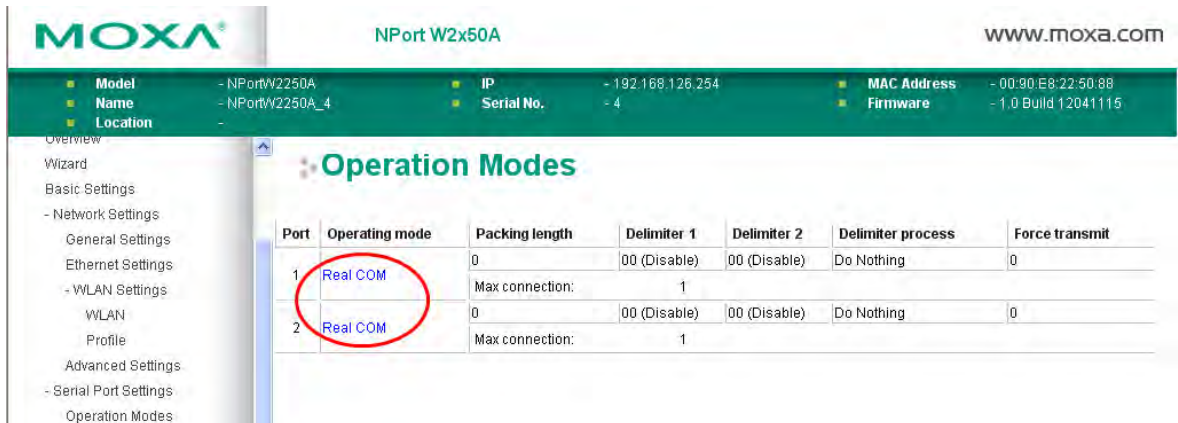 MOXA NPort W2x50A www.moxa.com
Model - NPortW2250A IP - 192.168.126.254 MAC Address - 00:90:E8:22:50:88
Name - NPortW2250A_4 Serial No. - 4 Firmware - 1.0 Build 12041115
Location -
Overview
Wizard
Basic Settings
- Network Settings
General Settings
Ethernet Settings
- WLAN Settings
WLAN
Profile
Advanced Settings
- Serial Port Settings
Operation Modes
Operation Modes
Port Operating mode Packing length Delimiter 1 Delimiter 2 Delimiter process Force transmit
1 Real COM 0 00 (Disable) 00 (Disable) Do Nothing 0
Max connection: 1
2 Real COM 0 00 (Disable) 00 (Disable) Do Nothing 0
Max connection: 1